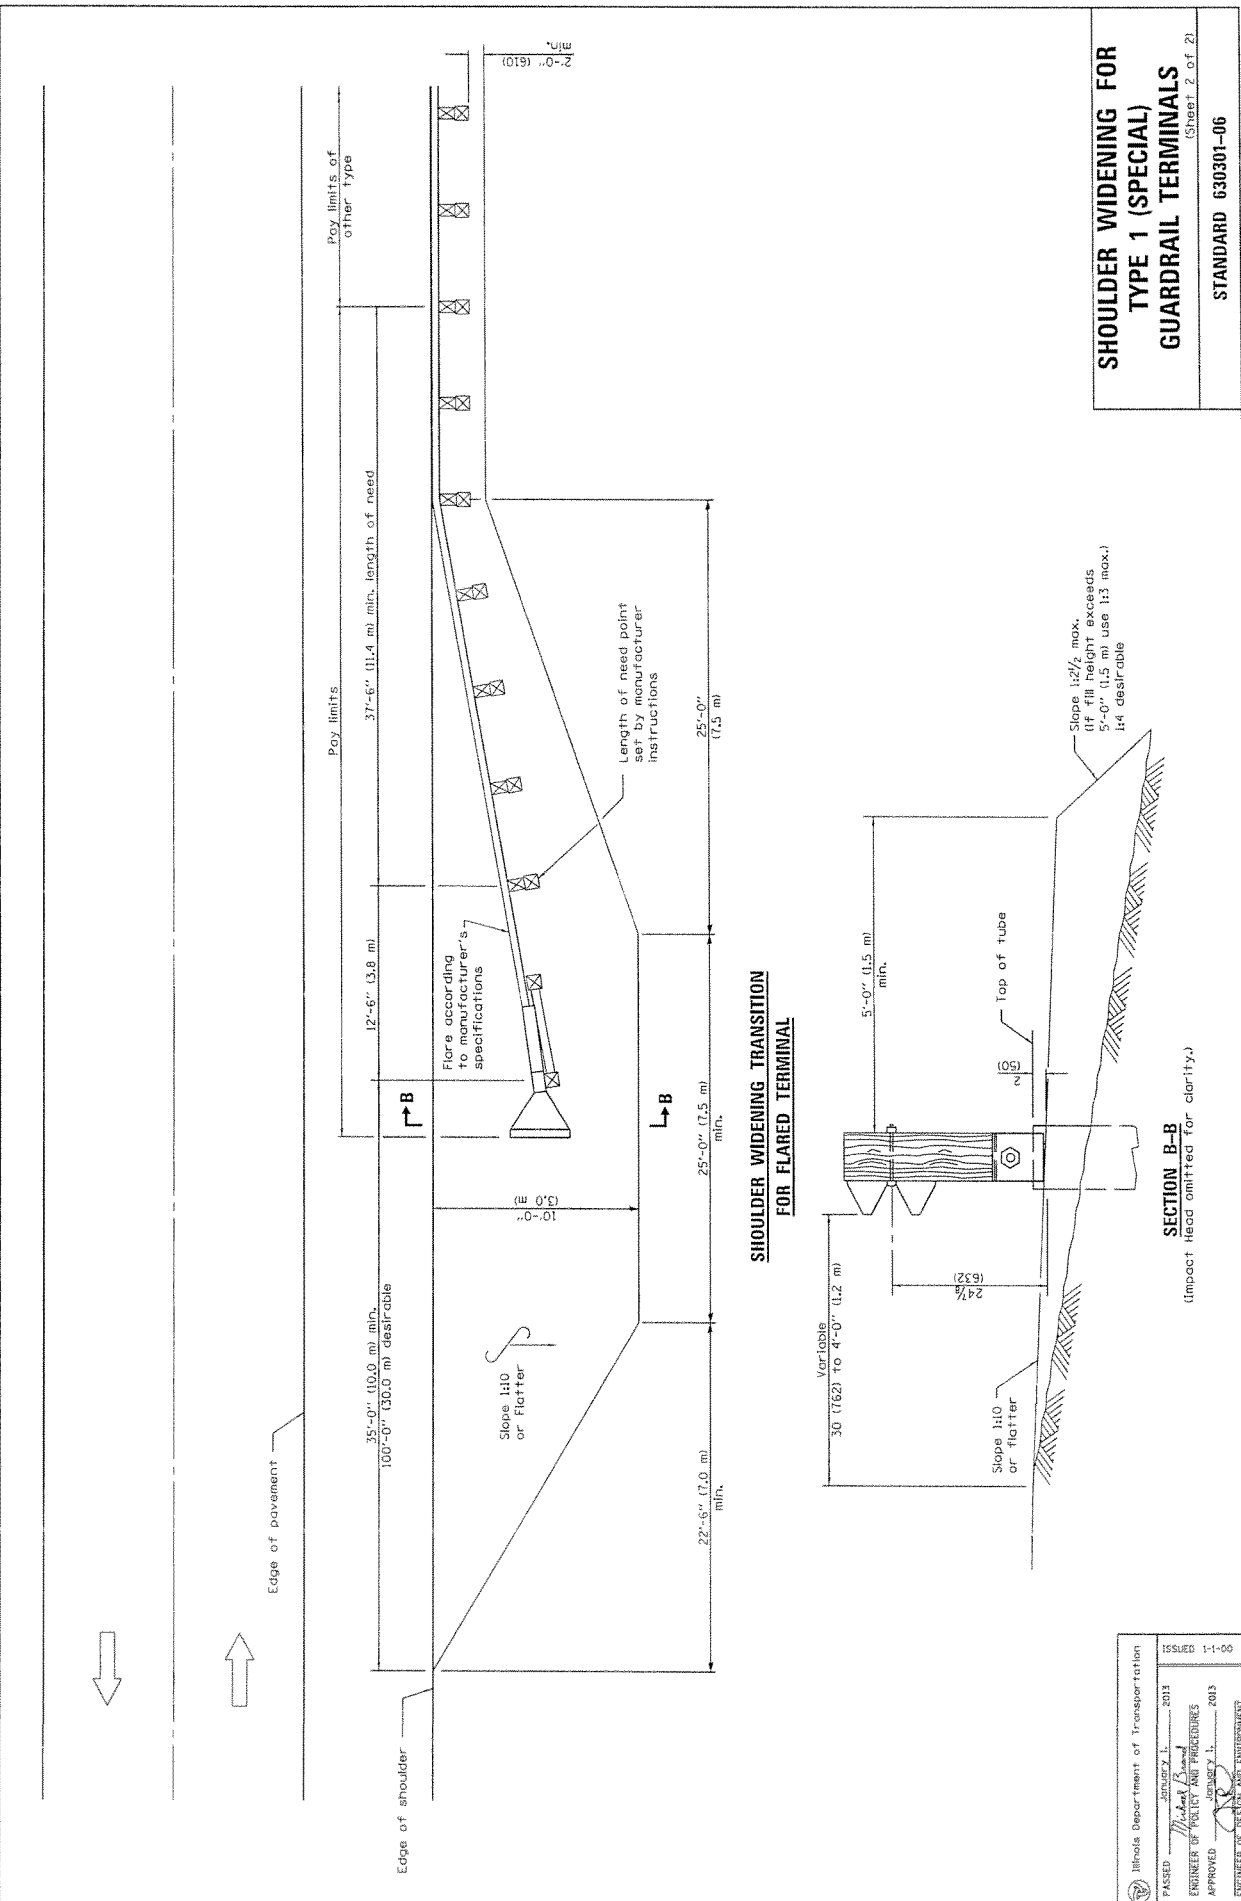 Edge of shoulder
Edge of pavement
35'-0" (10.0 m) min.
100'-0" (30.0 m) desirable
12'-6" (3.8 m)
37'-6" (11.4 m) min. length of need
Pay limits
Pay limits of
other type
2'-0" (610)
min.
Slope 1:10
or Flatter
10'-0"
(3.0 m)
B
B
Flare according
to manufacturer's
specifications
Length of need point
set by manufacturer
instructions
22'-6" (7.0 m)
min.
25'-0" (7.5 m)
min.
25'-0"
(7.5 m)
SHOULDER WIDENING TRANSITION
FOR FLARED TERMINAL
Variable
30 (762) to 4'-0" (1.2 m)
5'-0" (1.5 m)
min.
Slope 1:10
or flatter
24⅞
(632)
2
(50)
Top of tube
Slope 1:2½ max.
(If fill height exceeds
5'-0" (1.5 m) use 1:3 max.)
1:4 desirable
SECTION B–B
(Impact Head omitted for clarity.)
Illinois Department of Transportation
PASSED January 1, 2013
ENGINEER OF POLICY AND PROCEDURES
APPROVED January 1, 2013
ENGINEER OF DESIGN AND ENVIRONMENT
ISSUED 1-1-00
SHOULDER WIDENING FOR
TYPE 1 (SPECIAL)
GUARDRAIL TERMINALS
(Sheet 2 of 2)
STANDARD 630301–06